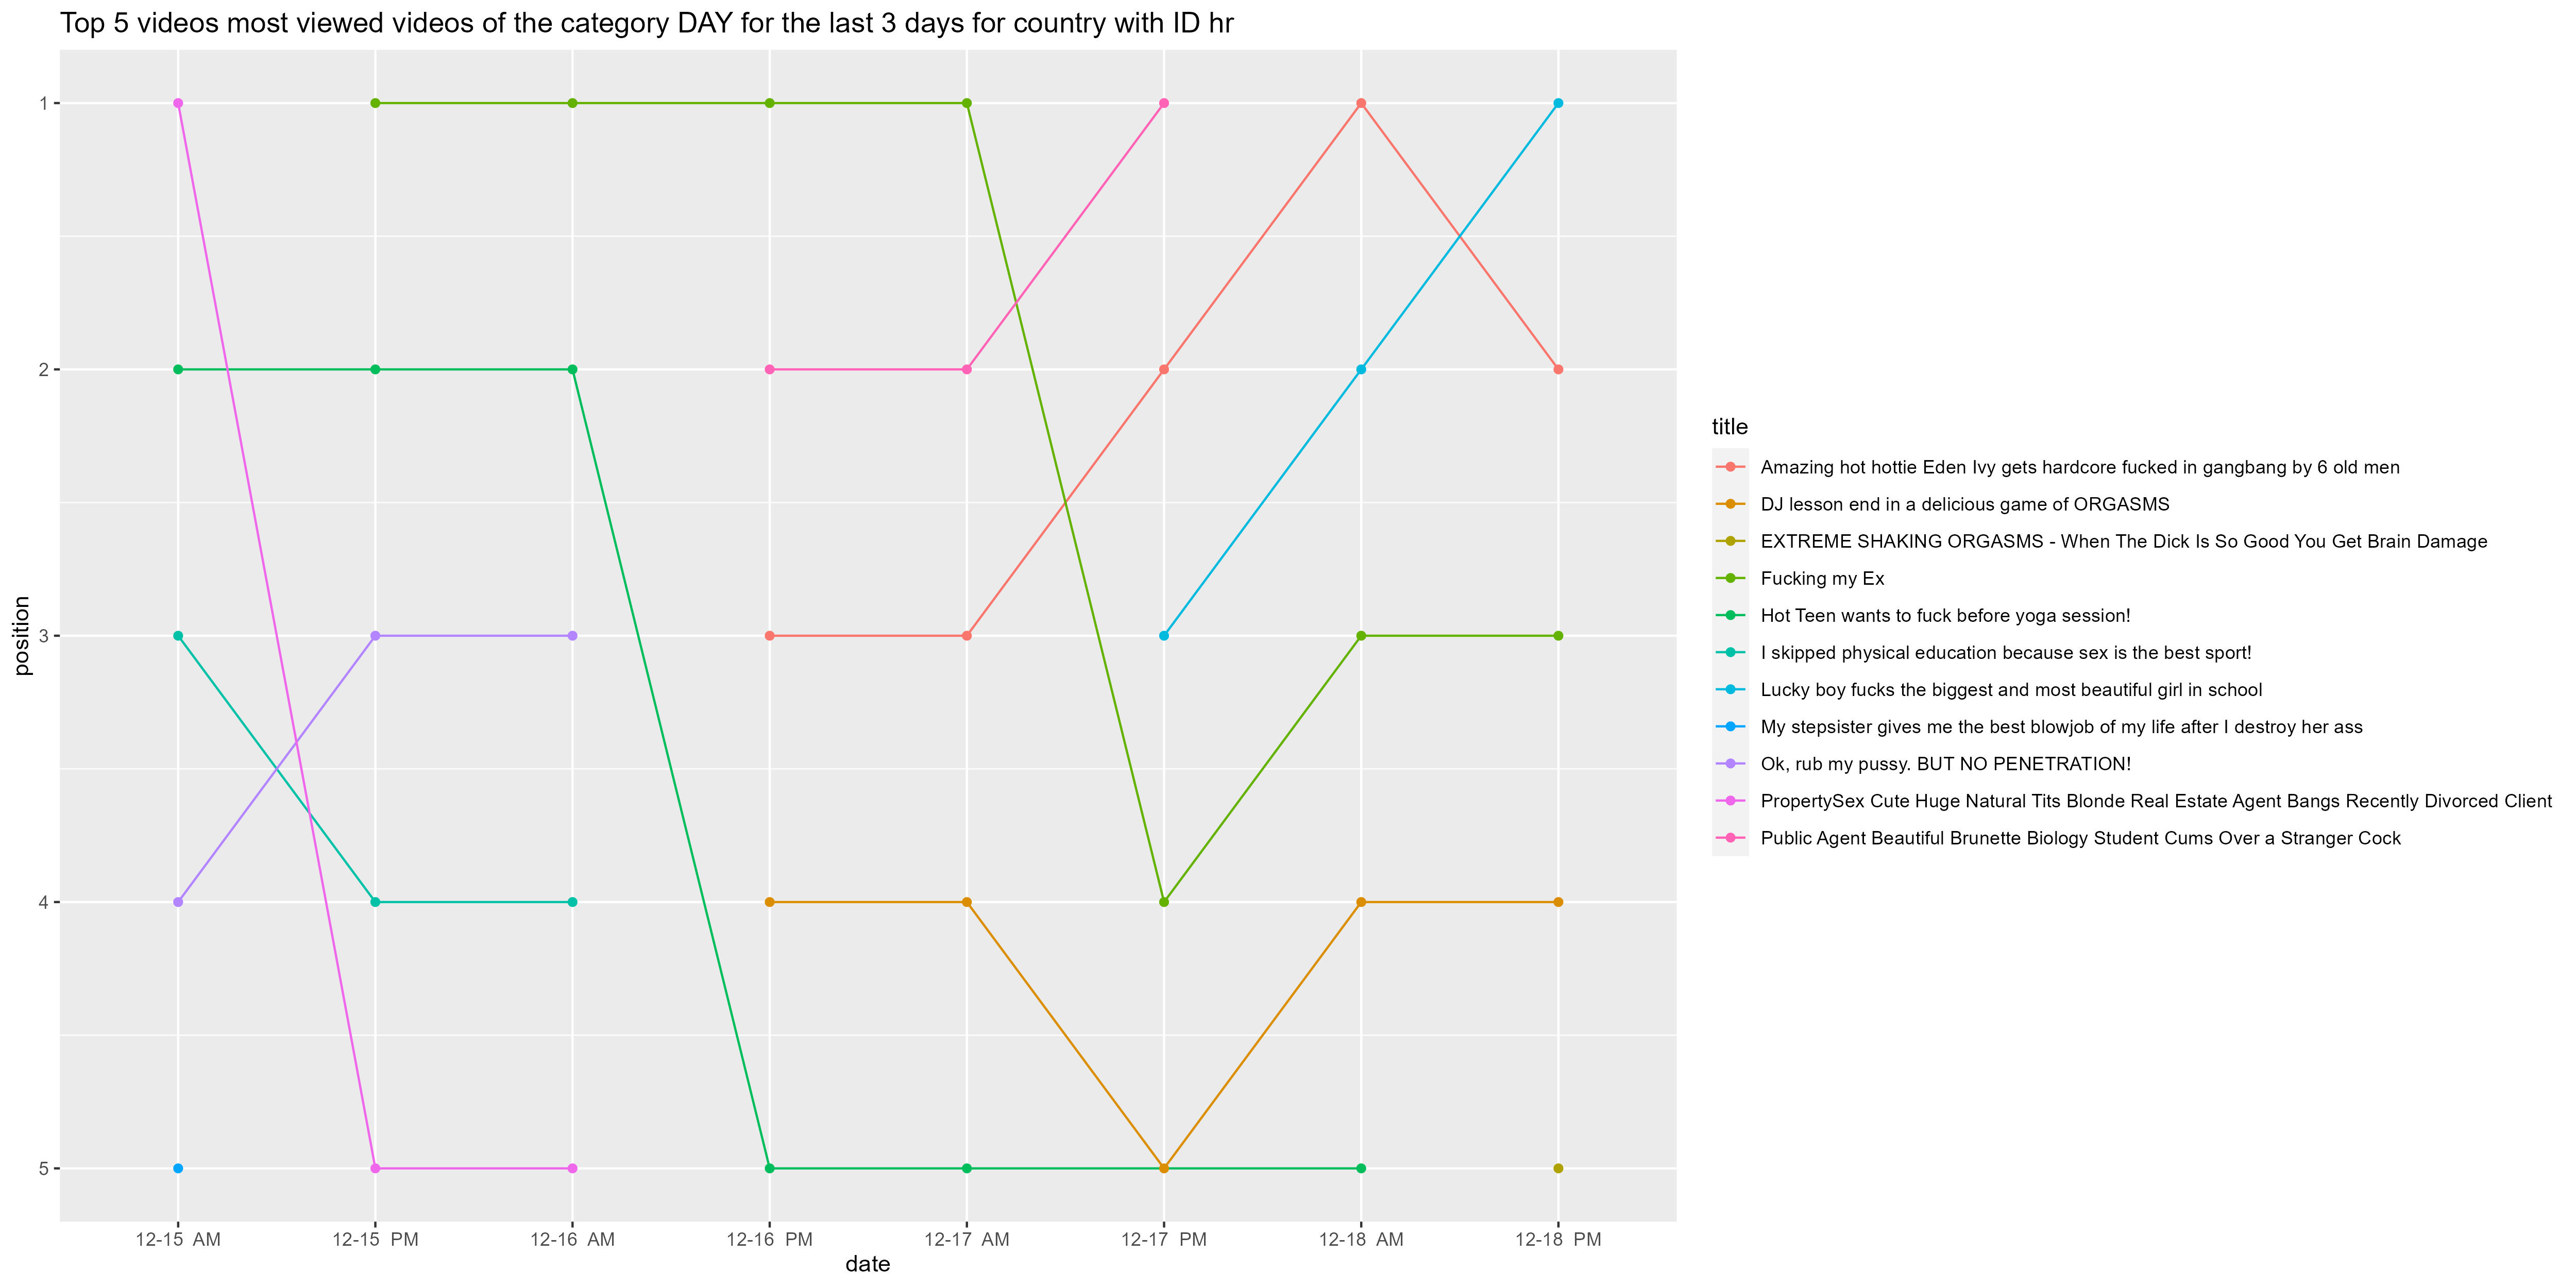 Top 5 videos most viewed videos of the category DAY for the last 3 days for country with ID hr
position
1
2
3
4
5
12-15 AM
12-15 PM
12-16 AM
12-16 PM
12-17 AM
12-17 PM
12-18 AM
12-18 PM
date
title
Amazing hot hottie Eden Ivy gets hardcore fucked in gangbang by 6 old men
DJ lesson end in a delicious game of ORGASMS
EXTREME SHAKING ORGASMS - When The Dick Is So Good You Get Brain Damage
Fucking my Ex
Hot Teen wants to fuck before yoga session!
I skipped physical education because sex is the best sport!
Lucky boy fucks the biggest and most beautiful girl in school
My stepsister gives me the best blowjob of my life after I destroy her ass
Ok, rub my pussy. BUT NO PENETRATION!
PropertySex Cute Huge Natural Tits Blonde Real Estate Agent Bangs Recently Divorced Client
Public Agent Beautiful Brunette Biology Student Cums Over a Stranger Cock